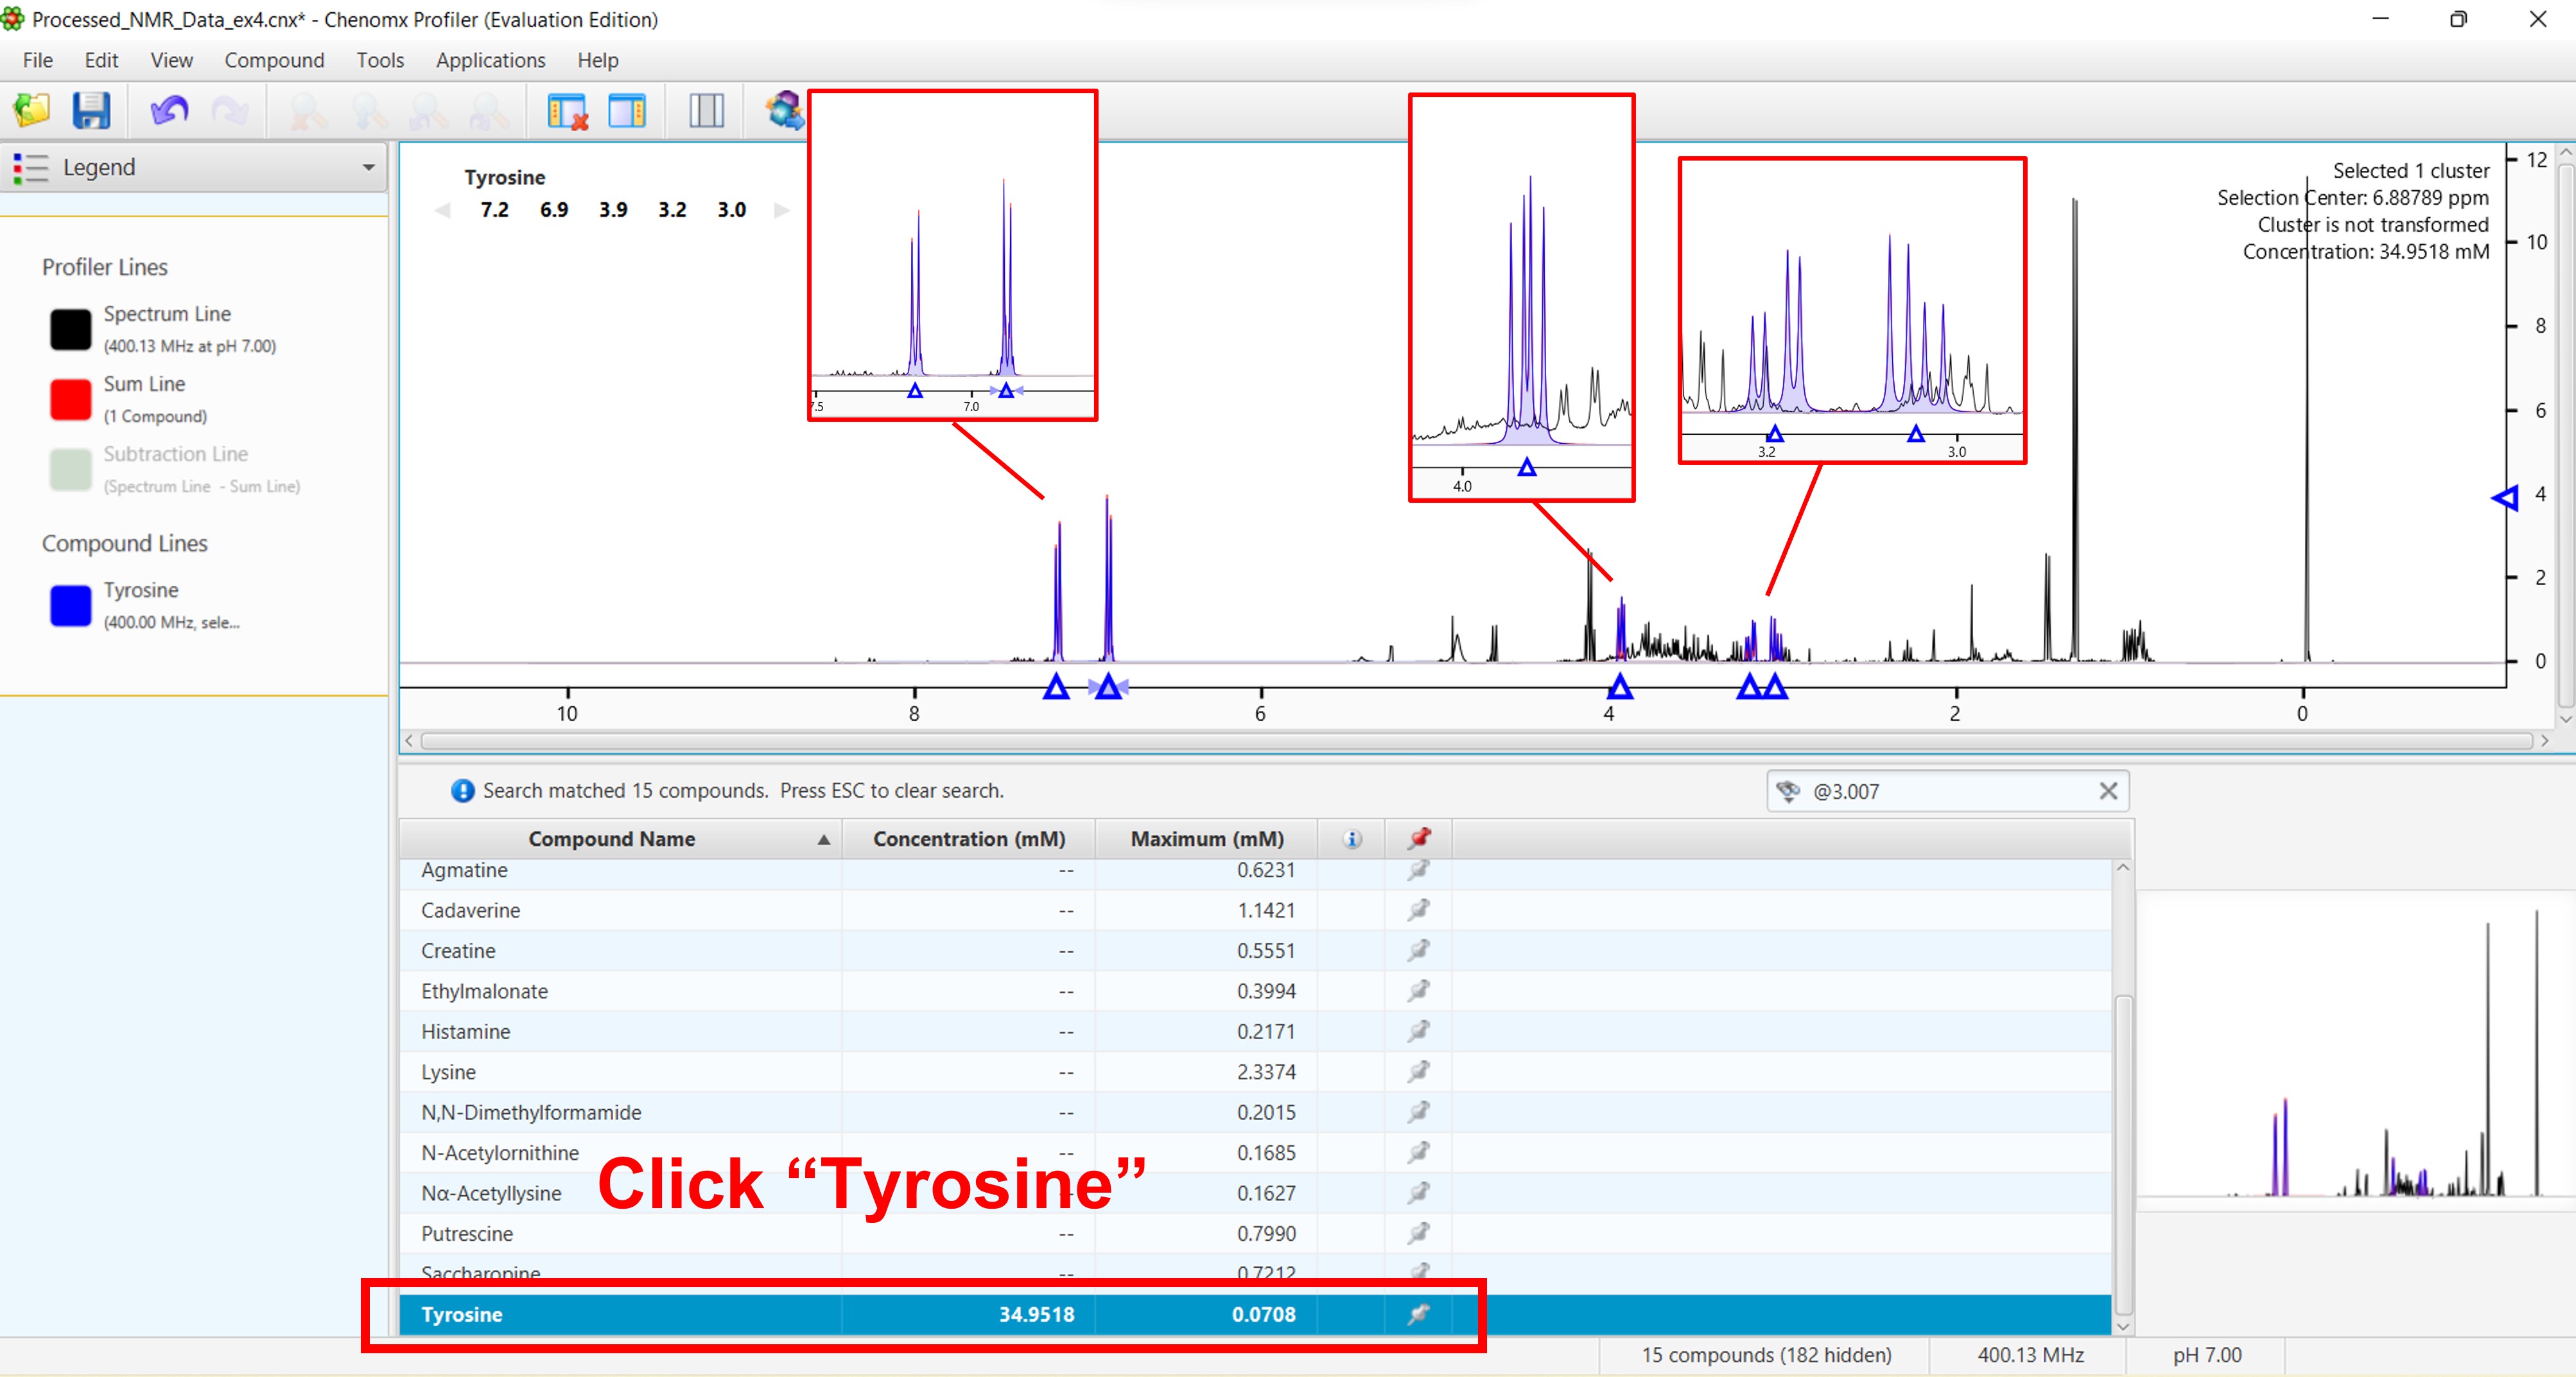 Processed_NMR_Data_ex4.cnx* - Chenomx Profiler (Evaluation Edition)
File Edit View Compound Tools Applications Help
Legend
Profiler Lines
Spectrum Line
(400.13 MHz at pH 7.00)
Sum Line
(1 Compound)
Subtraction Line
(Spectrum Line - Sum Line)
Compound Lines
Tyrosine
(400.00 MHz, sele...
Tyrosine
7.2 6.9 3.9 3.2 3.0
7.5 7.0
4.0
3.2 3.0
Selected 1 cluster
Selection Center: 6.88789 ppm
Cluster is not transformed
Concentration: 34.9518 mM
12
10
8
6
4
2
0
10 8 6 4 2 0
Search matched 15 compounds. Press ESC to clear search.
@3.007
Compound Name Concentration (mM) Maximum (mM)
Agmatine -- 0.6231
Cadaverine -- 1.1421
Creatine -- 0.5551
Ethylmalonate -- 0.3994
Histamine -- 0.2171
Lysine -- 2.3374
N,N-Dimethylformamide -- 0.2015
N-Acetylornithine -- 0.1685
Nα-Acetyllysine -- 0.1627
Click “Tyrosine”
Putrescine -- 0.7990
Saccharopine -- 0.7212
Tyrosine 34.9518 0.0708
15 compounds (182 hidden) 400.13 MHz pH 7.00